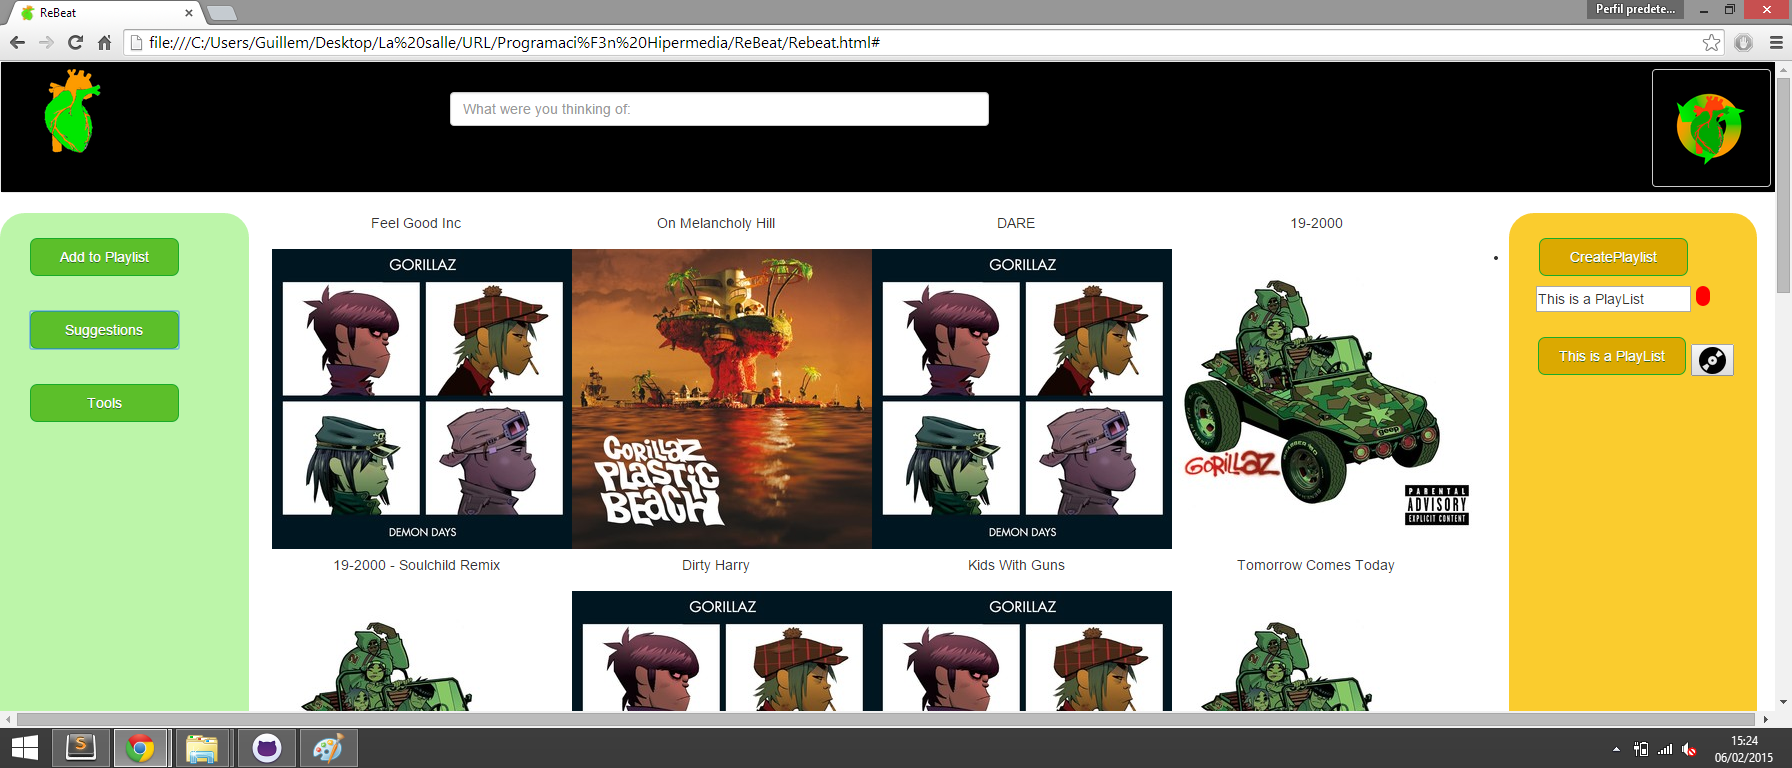 ReBeat
Perfil predete...
file:///C:/Users/Guillem/Desktop/La%20salle/URL/Programaci%F3n%20Hipermedia/ReBeat/Rebeat.html#
What were you thinking of:
Add to Playlist
Suggestions
Tools
Feel Good Inc
On Melancholy Hill
DARE
19-2000
GORILLAZ
DEMON DAYS
GORILLAZ
PLASTIC
BEACH
GORILLAZ
DEMON DAYS
geep
GORILLAZ
PARENTAL
ADVISORY
EXPLICIT CONTENT
19-2000 - Soulchild Remix
Dirty Harry
Kids With Guns
Tomorrow Comes Today
GORILLAZ
GORILLAZ
CreatePlaylist
This is a PlayList
This is a PlayList
15:24
06/02/2015